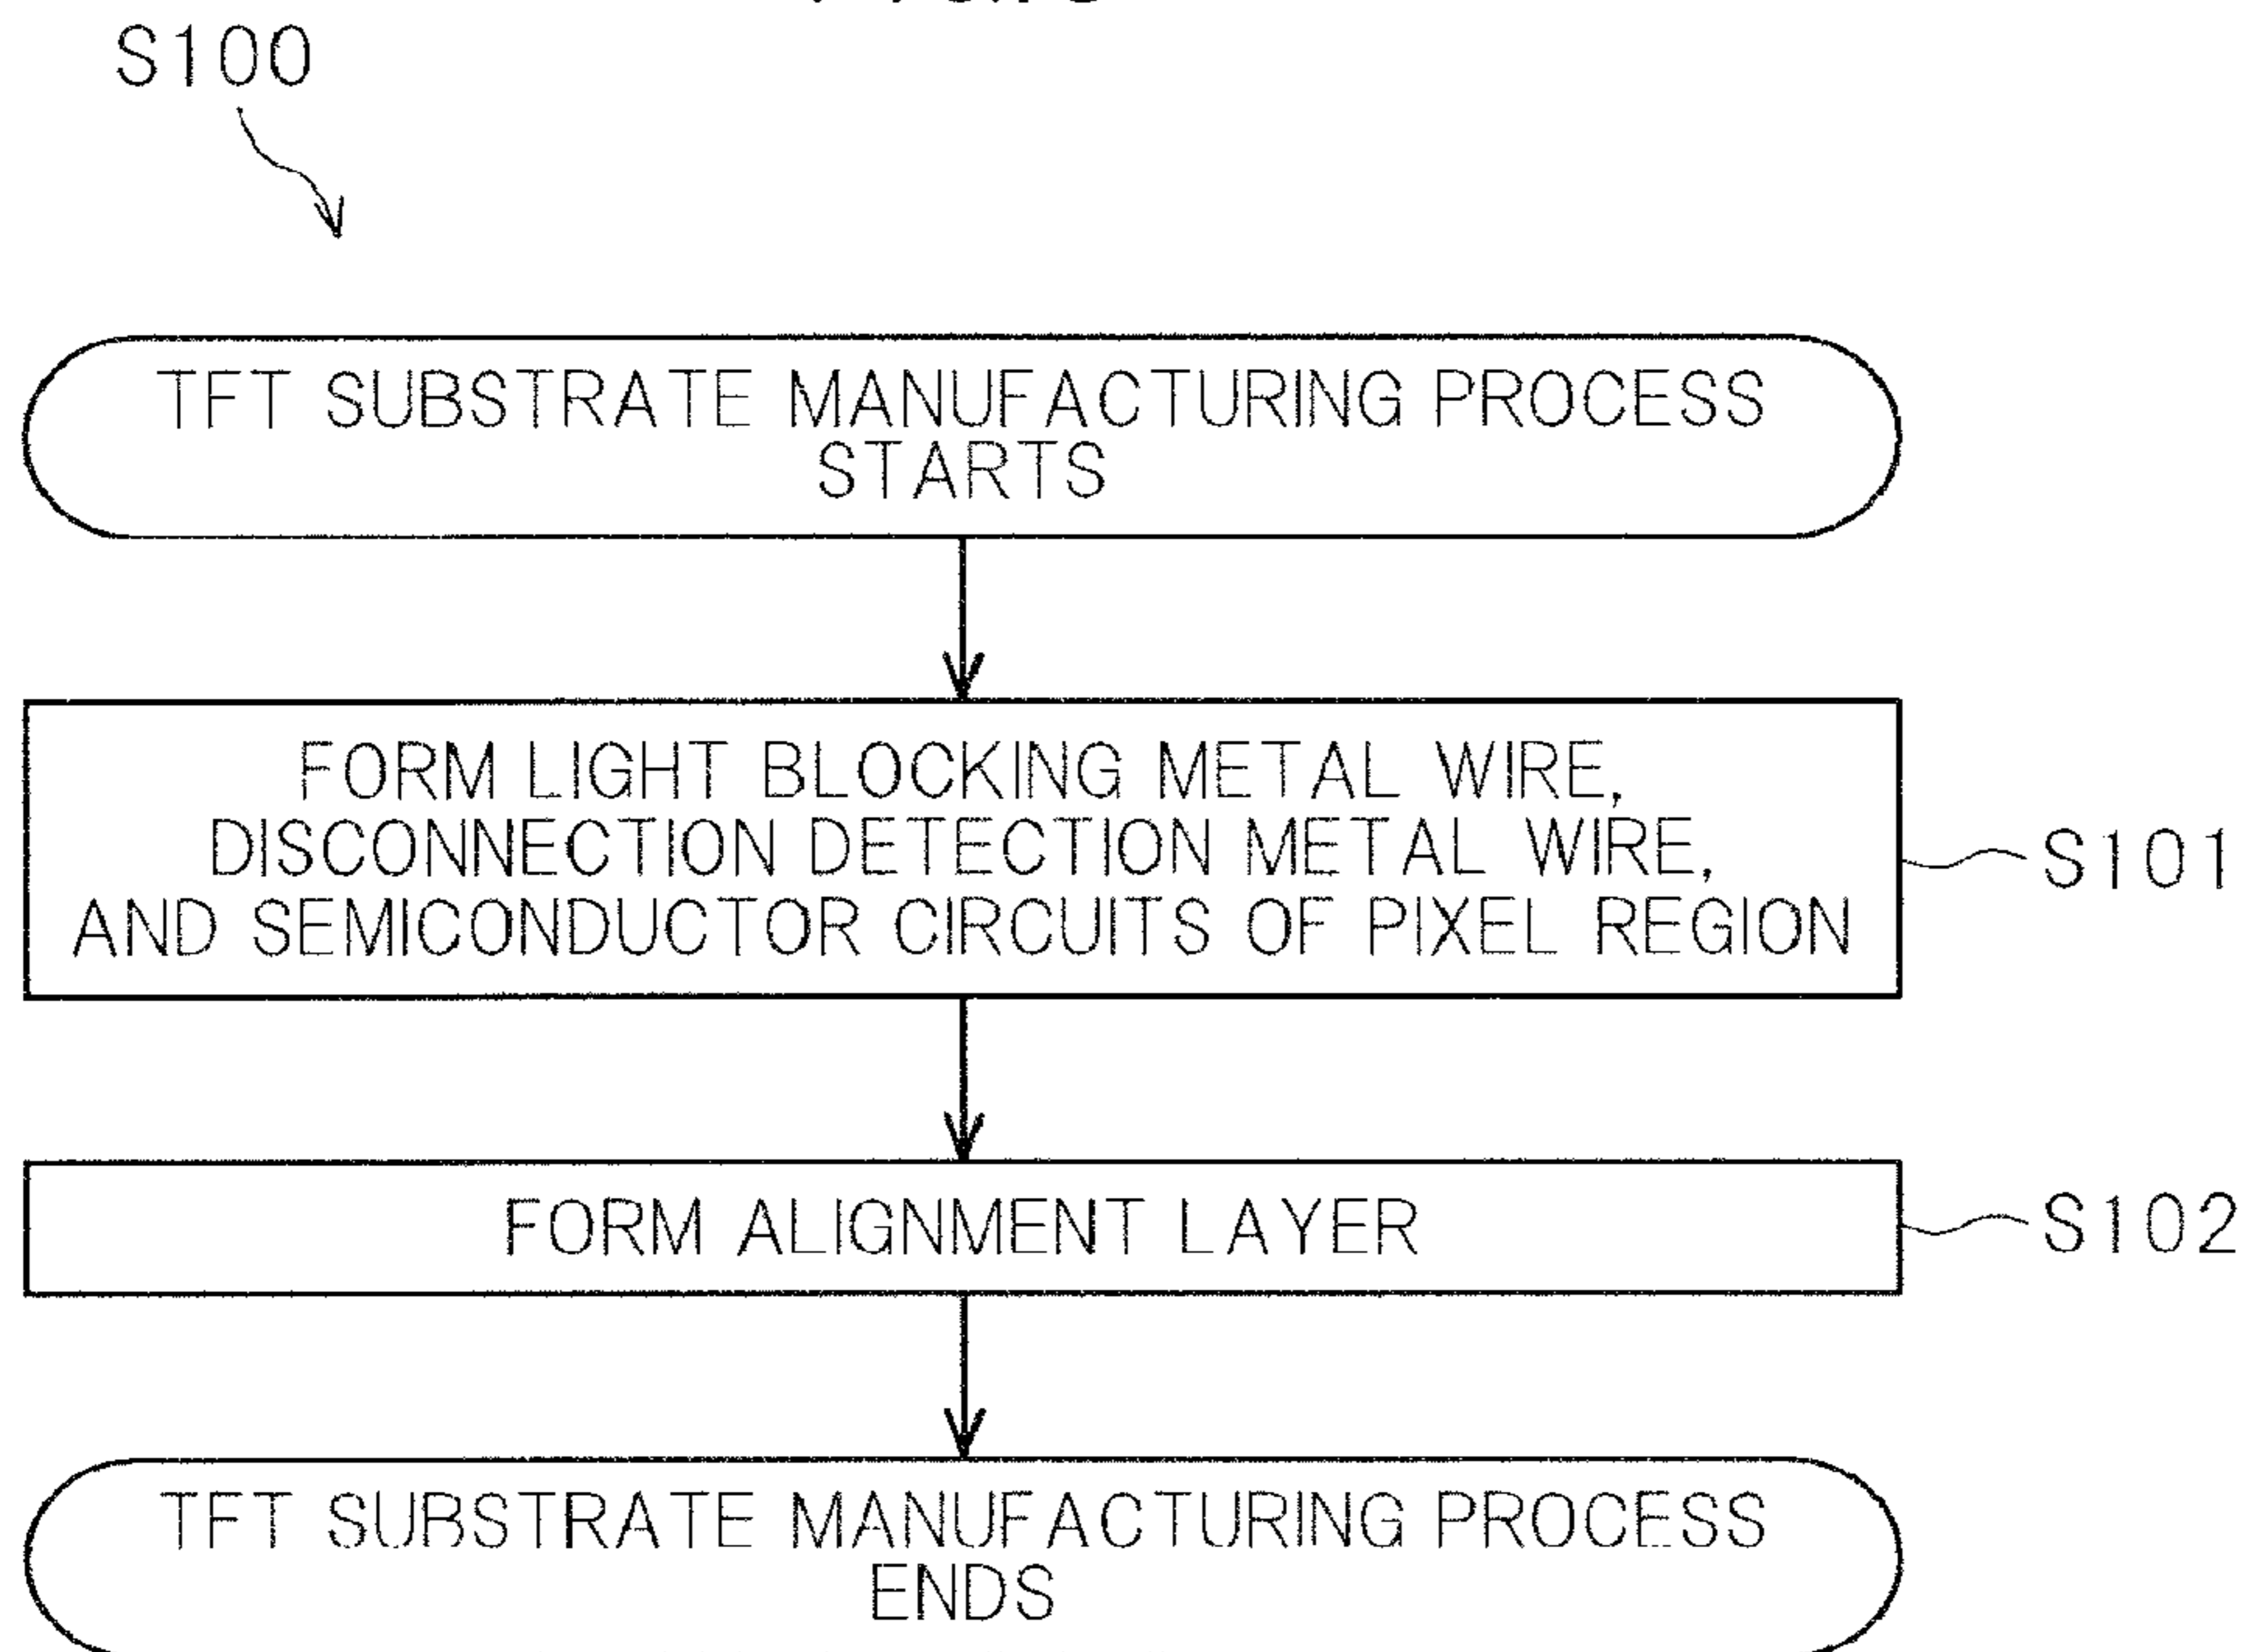 S100
TFT SUBSTRATE MANUFACTURING PROCESS
STARTS
FORM LIGHT BLOCKING METAL WIRE,
DISCONNECTION DETECTION METAL WIRE,
AND SEMICONDUCTOR CIRCUITS OF PIXEL REGION
S101
FORM ALIGNMENT LAYER
S102
TFT SUBSTRATE MANUFACTURING PROCESS
ENDS